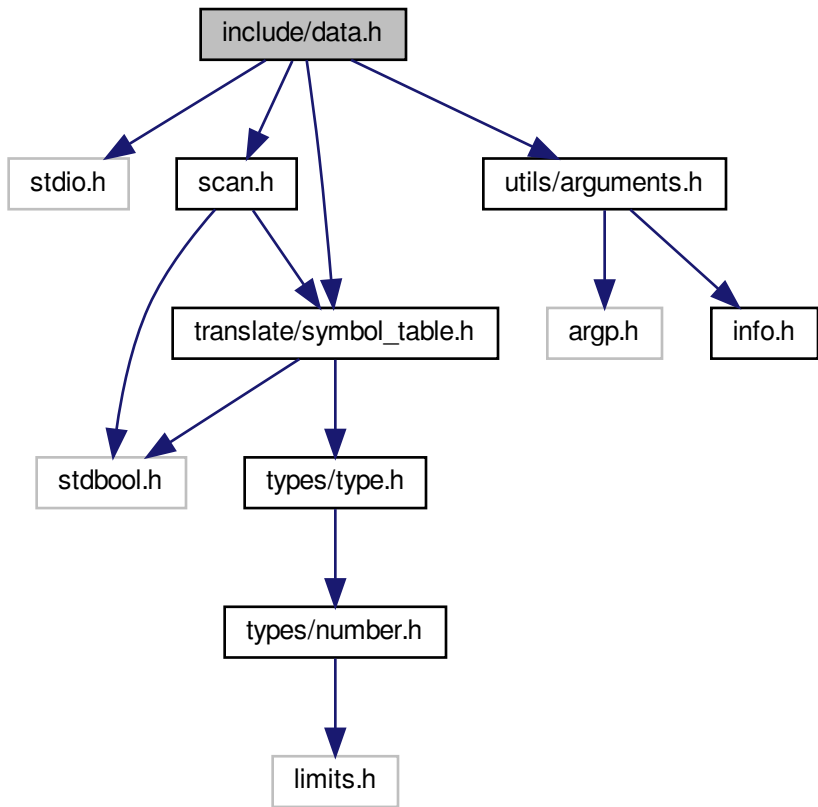 include/data.h
stdio.h
scan.h
utils/arguments.h
translate/symbol_table.h
argp.h
info.h
stdbool.h
types/type.h
types/number.h
limits.h